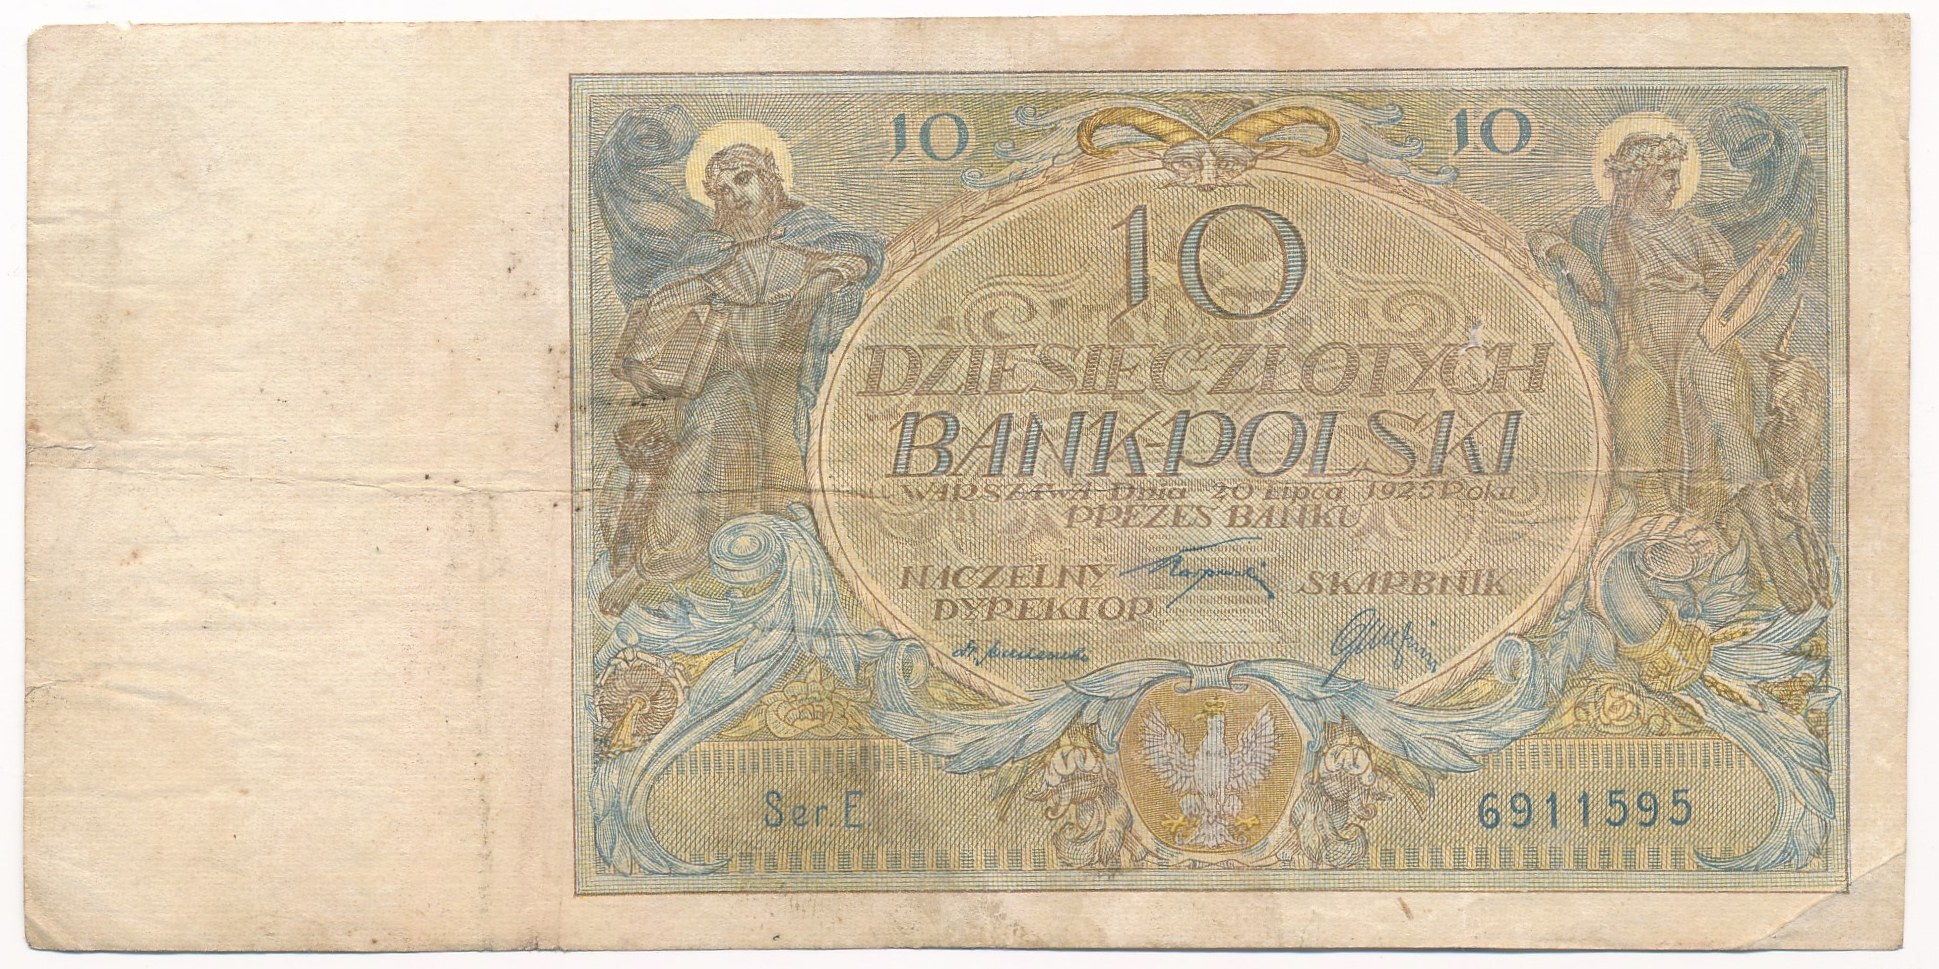 10 10
10
DZIESIĘĆ ZŁOTYCH
BANK POLSKI
WARSZAWA Dnia 20 Lipca 1925 Roku
PREZES BANKU
NACZELNY SKARBNIK
DYREKTOR
Ser. E 6911595